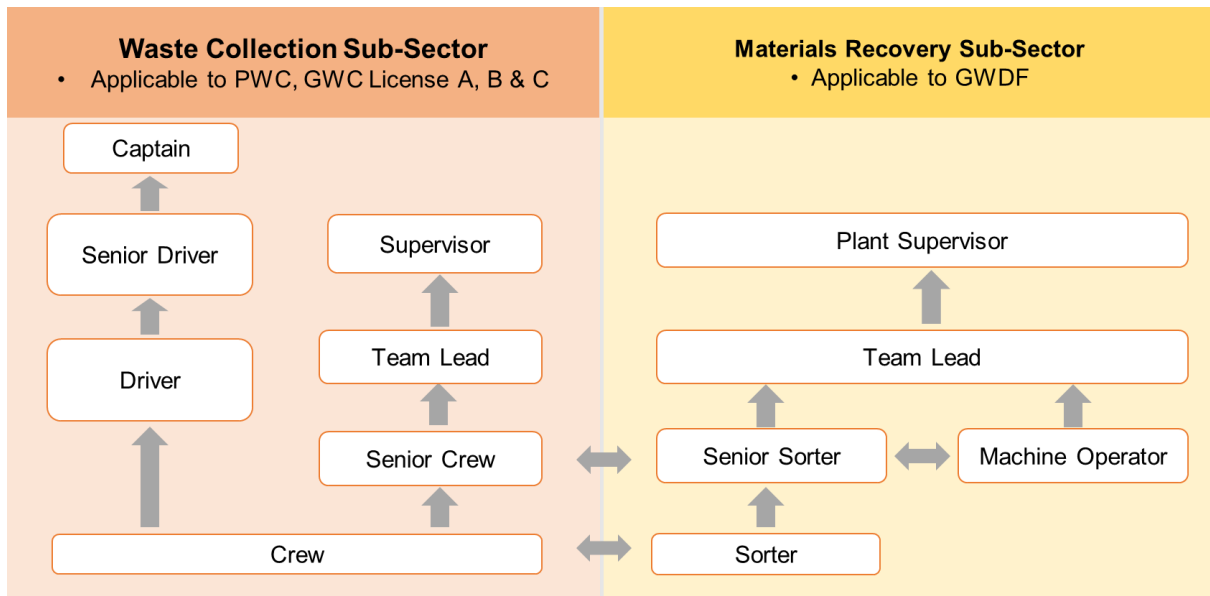 Waste Collection Sub-Sector
• Applicable to PWC, GWC License A, B & C
Materials Recovery Sub-Sector
• Applicable to GWDF
Captain
Senior Driver
Driver
Supervisor
Team Lead
Senior Crew
Crew
Plant Supervisor
Team Lead
Senior Sorter
Machine Operator
Sorter